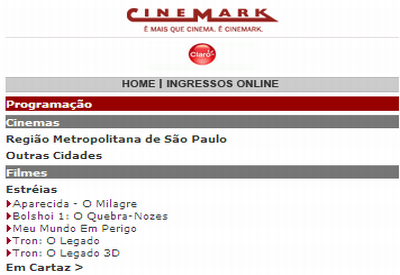 CINEMARK
É MAIS QUE CINEMA. É CINEMARK.
Claro
HOME | INGRESSOS ONLINE
Programação
Cinemas
Região Metropolitana de São Paulo
Outras Cidades
Filmes
Estréias
Aparecida - O Milagre
Bolshoi 1: O Quebra-Nozes
Meu Mundo Em Perigo
Tron: O Legado
Tron: O Legado 3D
Em Cartaz >